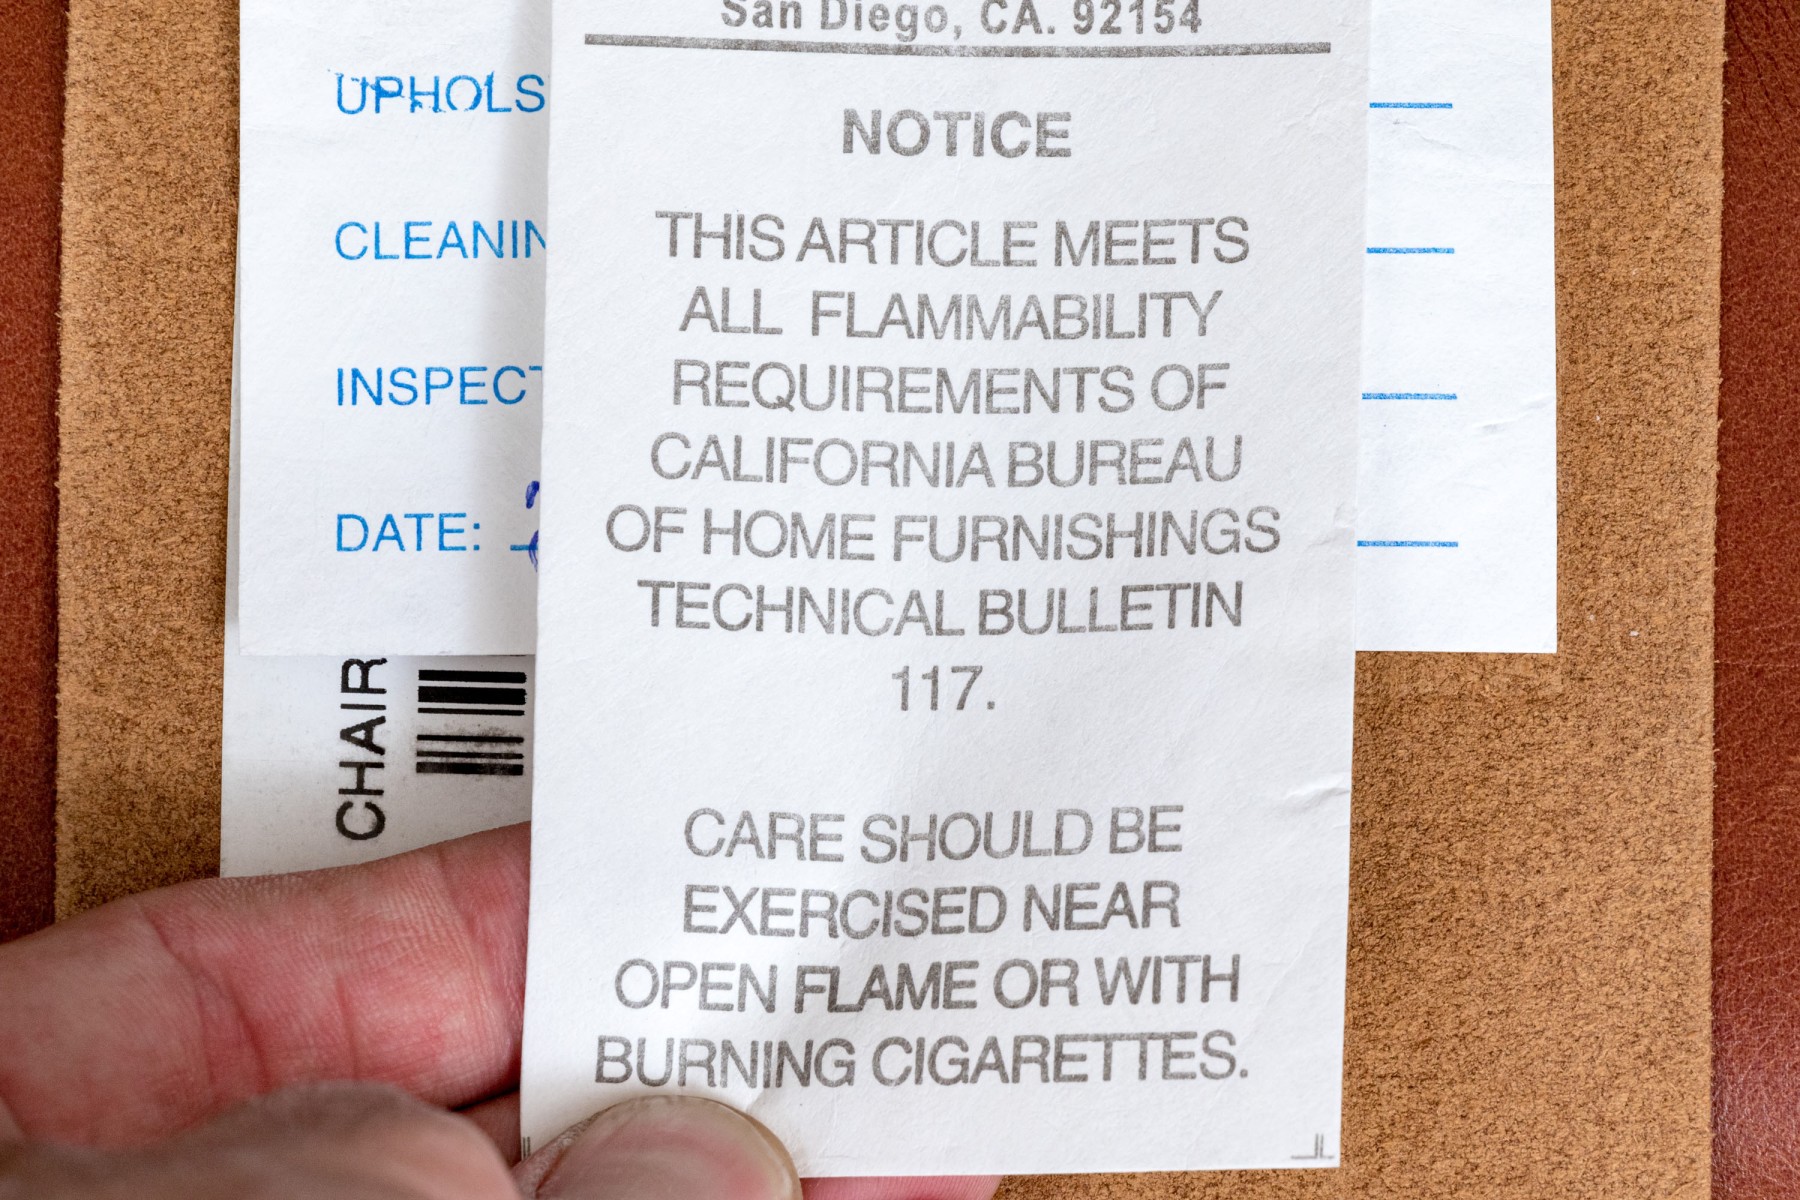 San Diego, CA. 92154
NOTICE
THIS ARTICLE MEETS
ALL FLAMMABILITY
REQUIREMENTS OF
CALIFORNIA BUREAU
OF HOME FURNISHINGS
TECHNICAL BULLETIN
117.
CARE SHOULD BE
EXERCISED NEAR
OPEN FLAME OR WITH
BURNING CIGARETTES.
UPHOLS
CLEANIN
INSPECT
DATE:
CHAIR